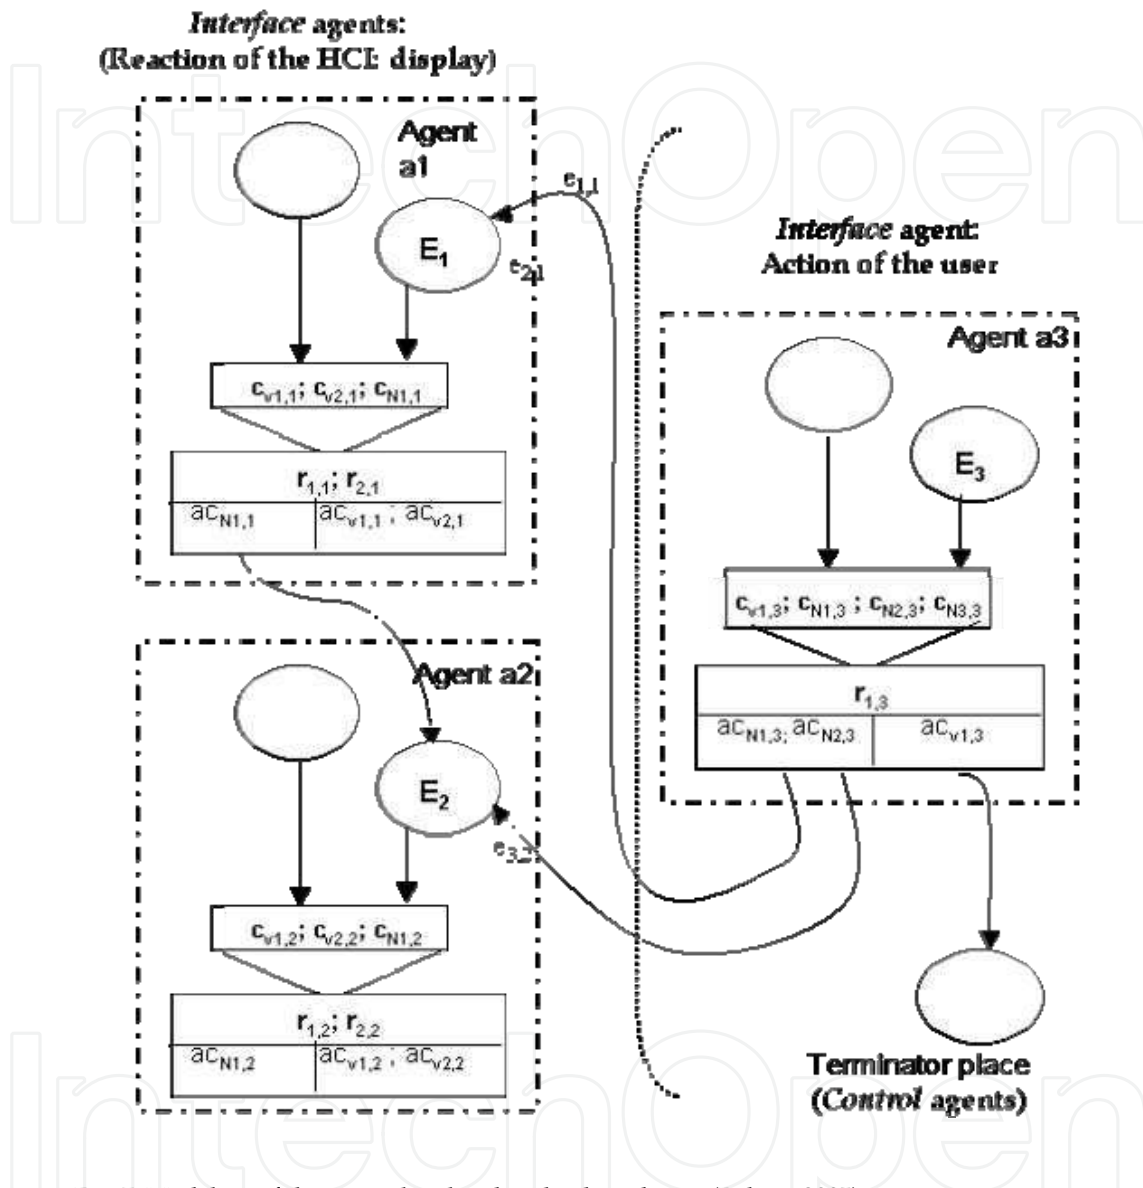 Interface agents:
(Reaction of the HCI: display)
Agent
a1
e1,1
E1
e2,1
cv1,1; cv2,1; cN1,1
r1,1; r2,1
acN1,1
acv1,1 ; acv2,1
Agent a2
E2
e3,2
cv1,2; cv2,2; cN1,2
r1,2; r2,2
acN1,2
acv1,2 ; acv2,2
Interface agent:
Action of the user
Agent a3
E3
cv1,3; cN1,3 ; cN2,3; cN3,3
r1,3
acN1,3; acN2,3
acv1,3
Terminator place
(Control agents)
IntechOpen
IntechOpen